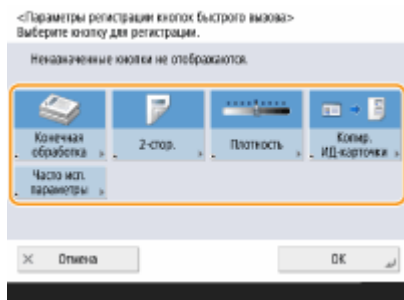 <Параметры регистрации кнопок быстрого вызова>
Выберите кнопку для регистрации.
Неназначенные кнопки не отображаются.
Конечная
обработка
2-стор.
Плотность
Копир.
ИД-карточки
Часто исп.
параметры
Отмена
OK